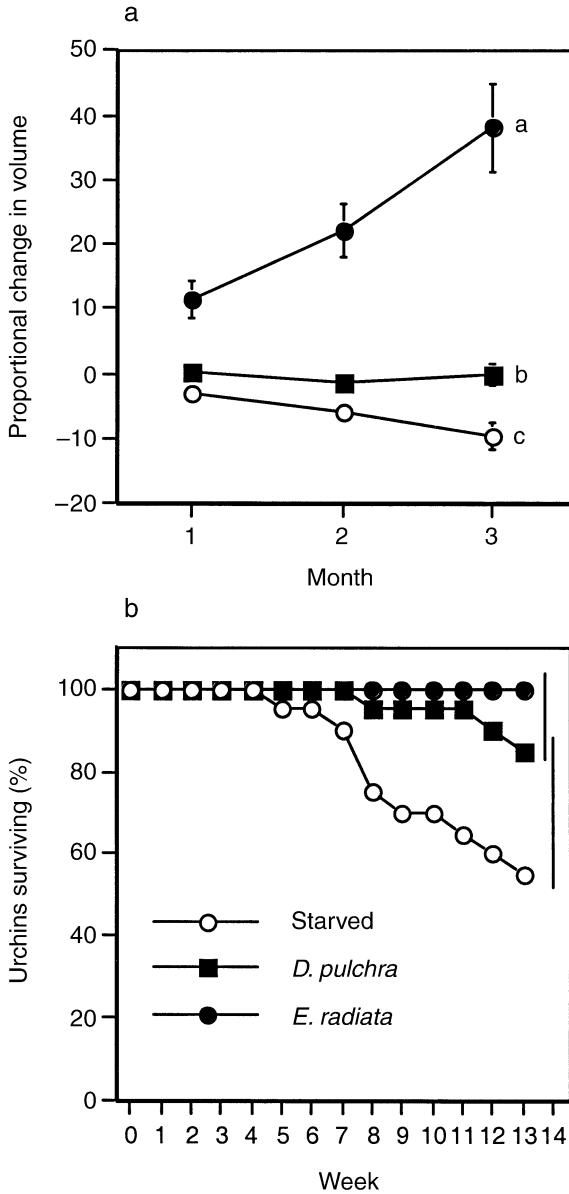 a
Proportional change in volume
50
40
30
20
10
0
−10
−20
a
b
c
1 2 3
Month
b
Urchins surviving (%)
100
80
60
40
20
0
Starved
D. pulchra
E. radiata
0 1 2 3 4 5 6 7 8 9 10 11 12 13 14
Week